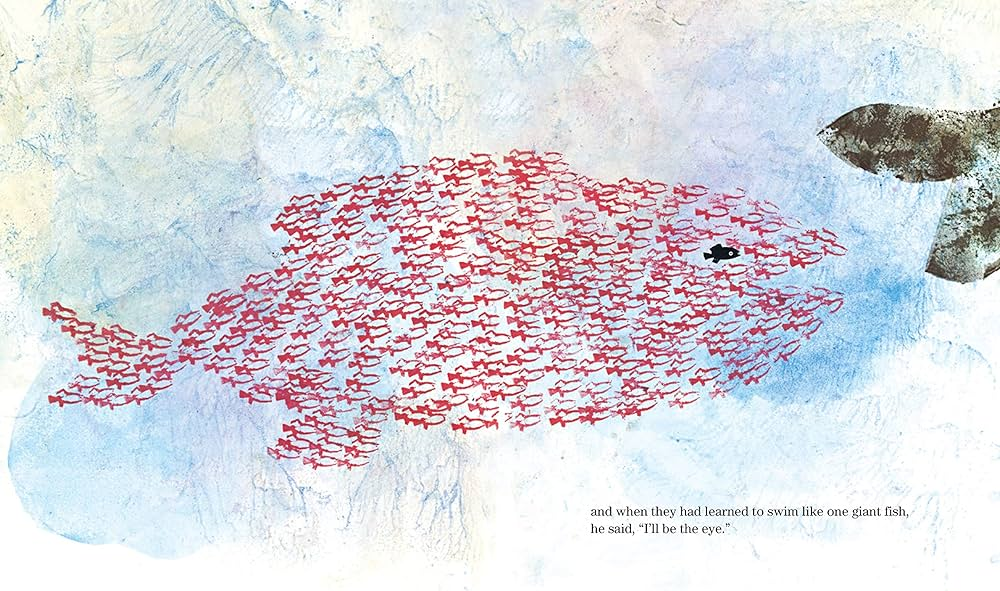 and when they had learned to swim like one giant fish,
he said, “I’ll be the eye.”